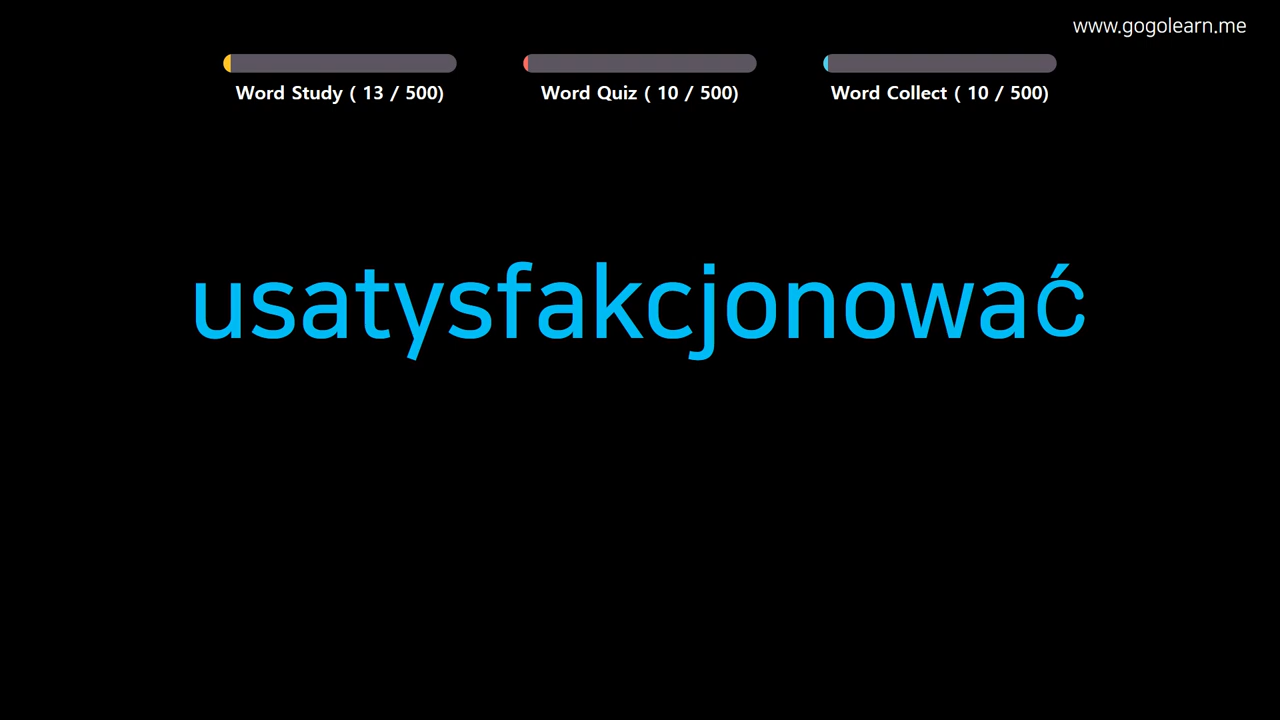 www.gogolearn.me
Word Study ( 13 / 500)
Word Quiz ( 10 / 500)
Word Collect ( 10 / 500)
usatysfakcjonować